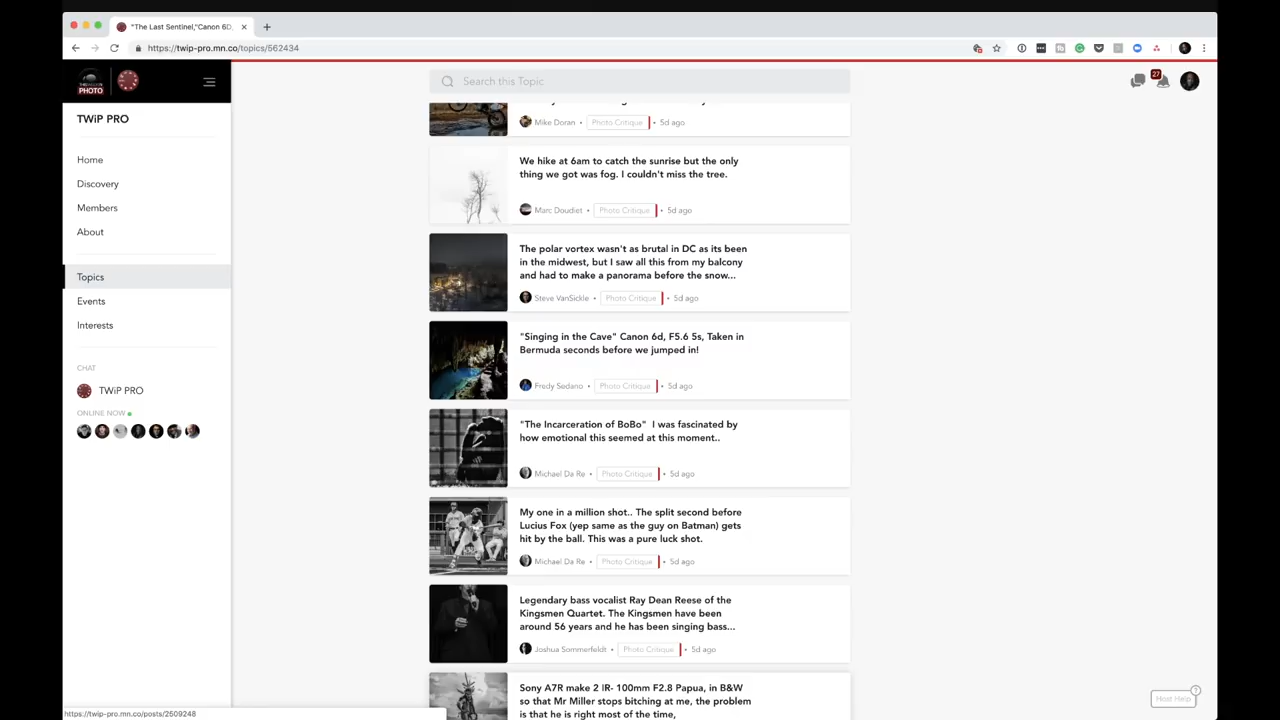 "The Last Sentinel,"Canon 6D,
https://twip-pro.mn.co/topics/562434
PHOTO
Search this Topic
27
TWiP PRO
Home
Discovery
Members
About
Topics
Events
Interests
CHAT
TWiP PRO
ONLINE NOW
Mike Doran • Photo Critique • 5d ago
We hike at 6am to catch the sunrise but the only
thing we got was fog. I couldn't miss the tree.
Marc Doudiet • Photo Critique • 5d ago
The polar vortex wasn't as brutal in DC as its been
in the midwest, but I saw all this from my balcony
and had to make a panorama before the snow...
Steve VanSickle • Photo Critique • 5d ago
"Singing in the Cave" Canon 6d, F5.6 5s, Taken in
Bermuda seconds before we jumped in!
Fredy Sedano • Photo Critique • 5d ago
"The Incarceration of BoBo" I was fascinated by
how emotional this seemed at this moment..
Michael Da Re • Photo Critique • 5d ago
My one in a million shot.. The split second before
Lucius Fox (yep same as the guy on Batman) gets
hit by the ball. This was a pure luck shot.
Michael Da Re • Photo Critique • 5d ago
Legendary bass vocalist Ray Dean Reese of the
Kingsmen Quartet. The Kingsmen have been
around 56 years and he has been singing bass...
Joshua Sommerfeldt • Photo Critique • 5d ago
Sony A7R make 2 IR- 100mm F2.8 Papua, in B&W
so that Mr Miller stops bitching at me, the problem
is that he is right most of the time,
Host Help
?
https://twip-pro.mn.co/posts/2509248